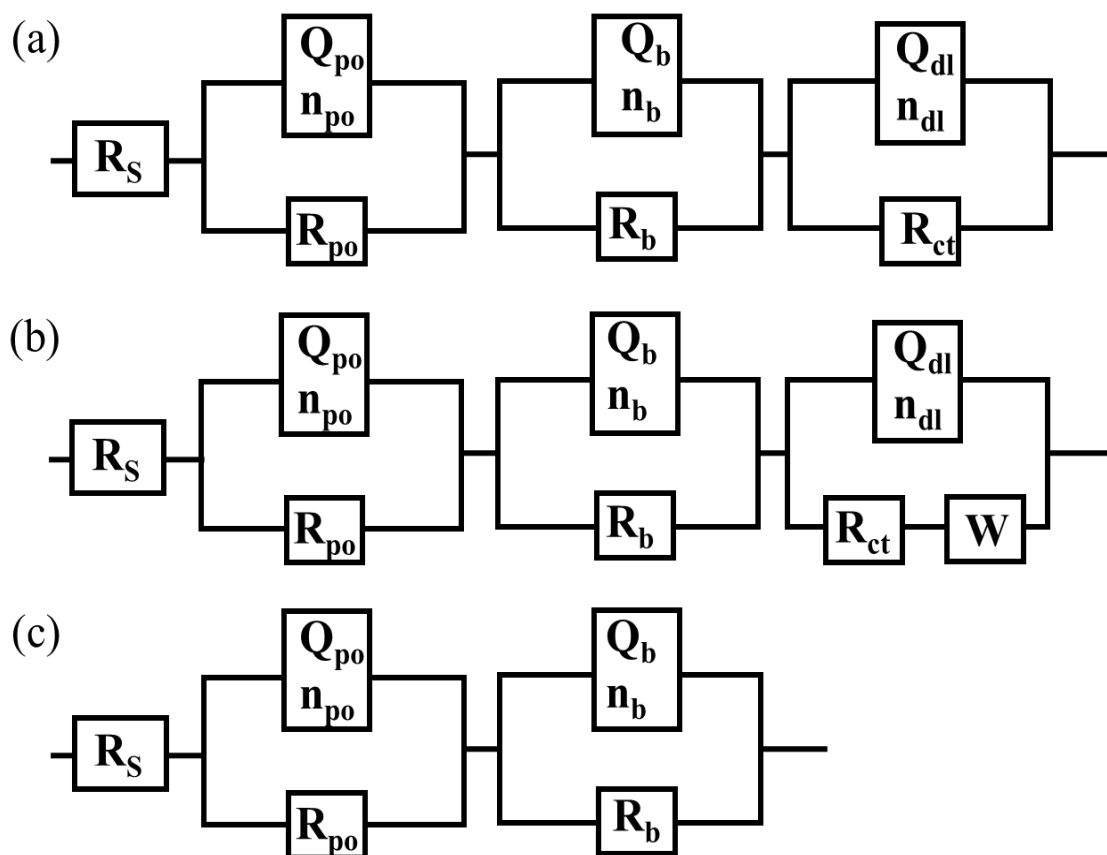 (a)
R_S
Q_po
n_po
R_po
Q_b
n_b
R_b
Q_dl
n_dl
R_ct
(b)
R_S
Q_po
n_po
R_po
Q_b
n_b
R_b
Q_dl
n_dl
R_ct
W
(c)
R_S
Q_po
n_po
R_po
Q_b
n_b
R_b